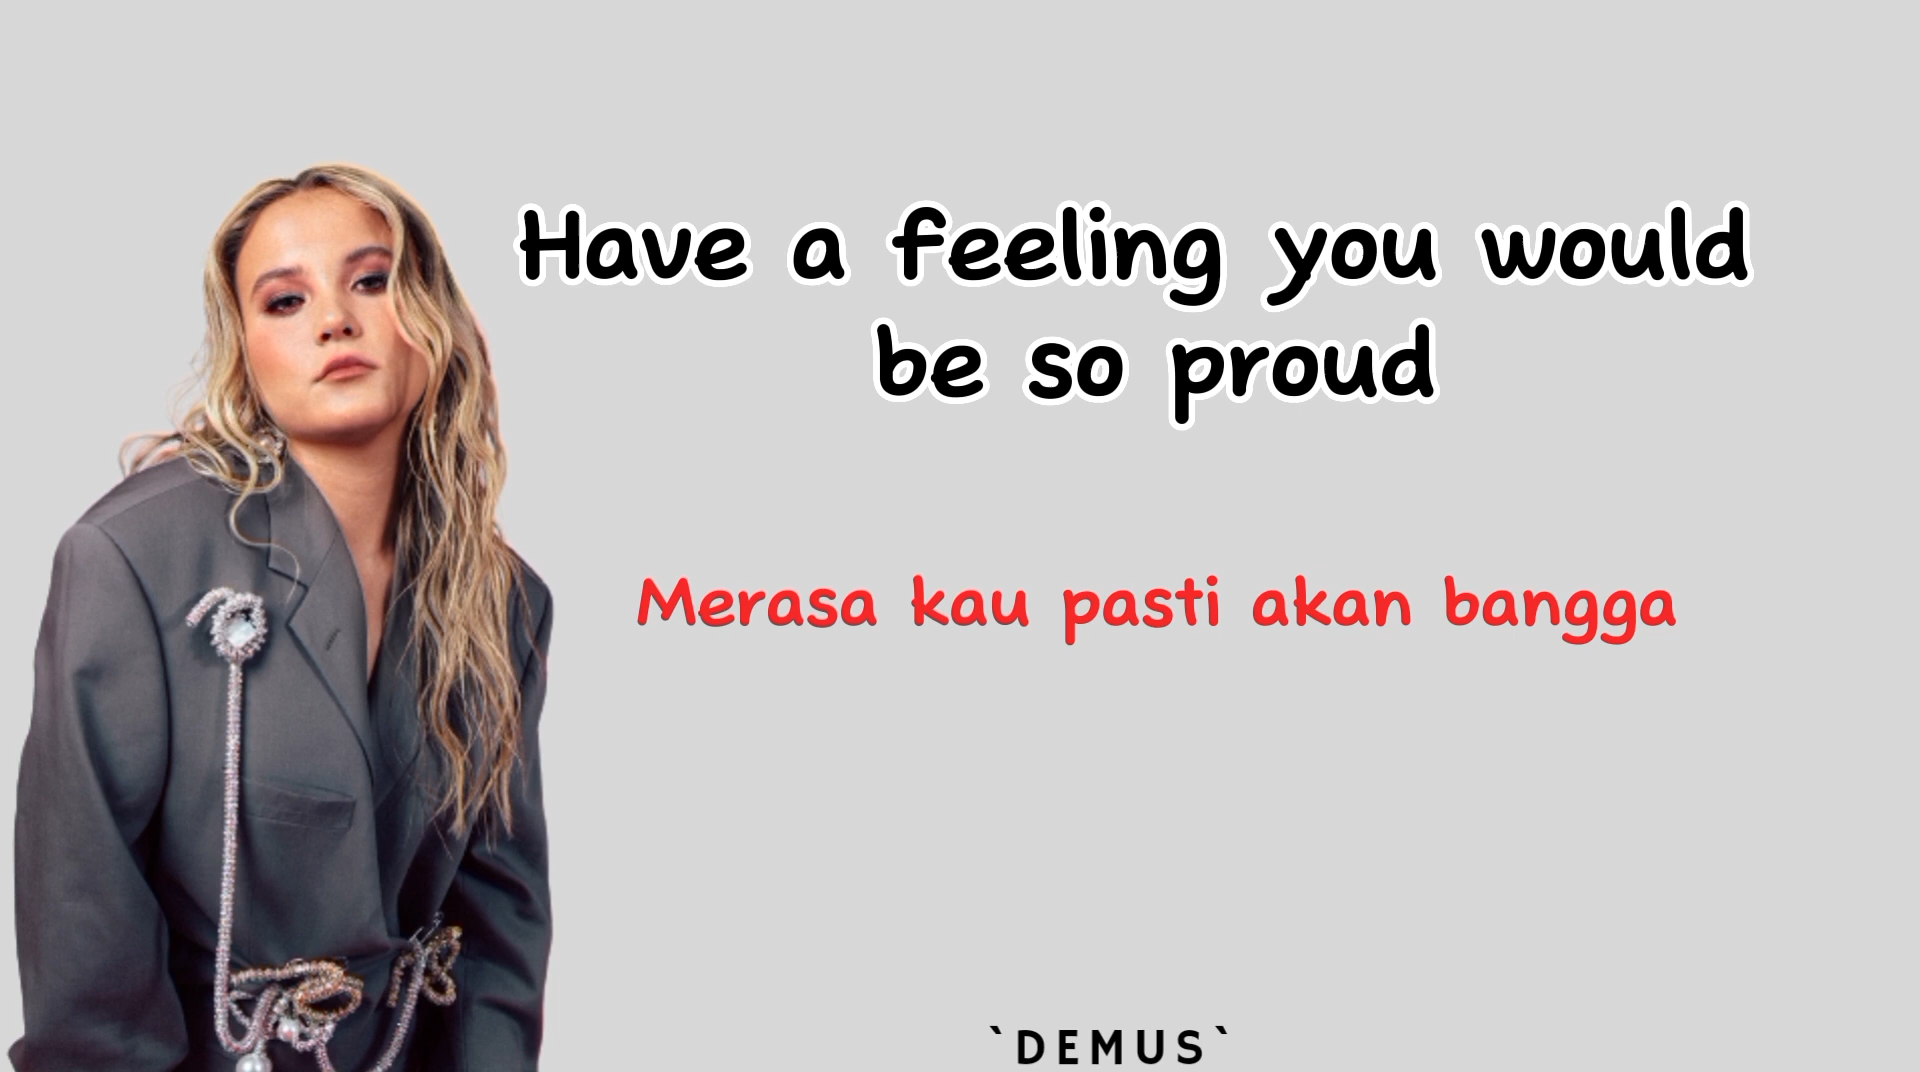 Have a feeling you would
be so proud
Merasa kau pasti akan bangga
`DEMUS`